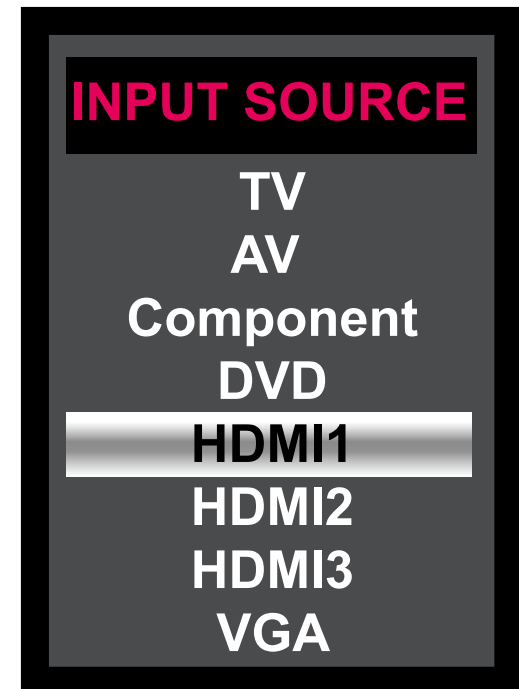 INPUT SOURCE
TV
AV
Component
DVD
HDMI1
HDMI2
HDMI3
VGA